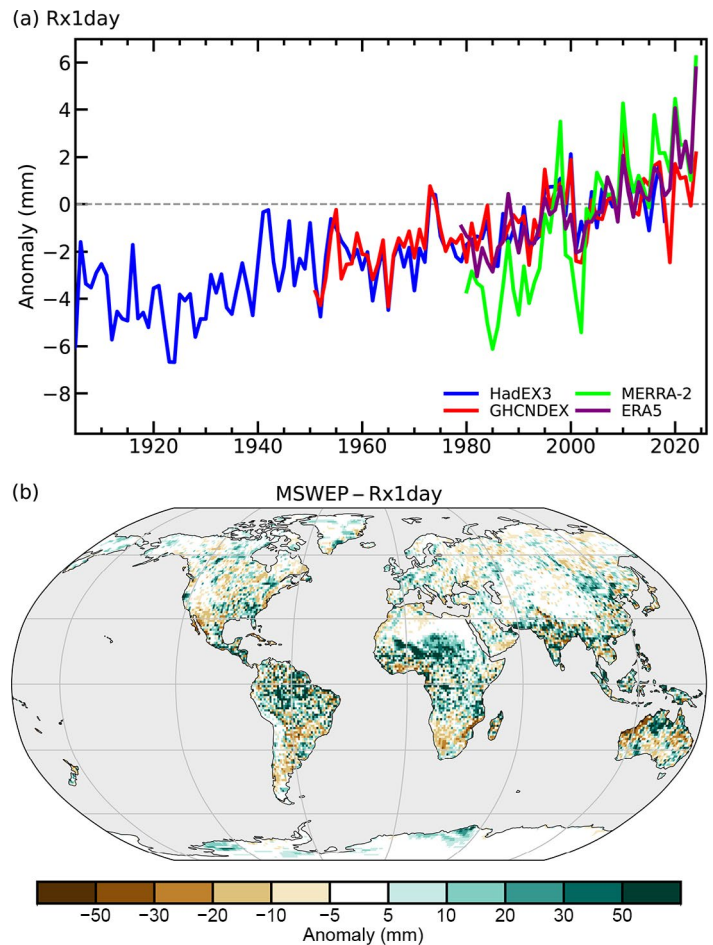 (a) Rx1day
6
4
2
0
−2
−4
−6
−8
Anomaly (mm)
HadEX3
MERRA-2
GHCNDEX
ERA5
1920
1940
1960
1980
2000
2020
(b)
MSWEP – Rx1day
−50
−30
−20
−10
−5
5
10
20
30
50
Anomaly (mm)